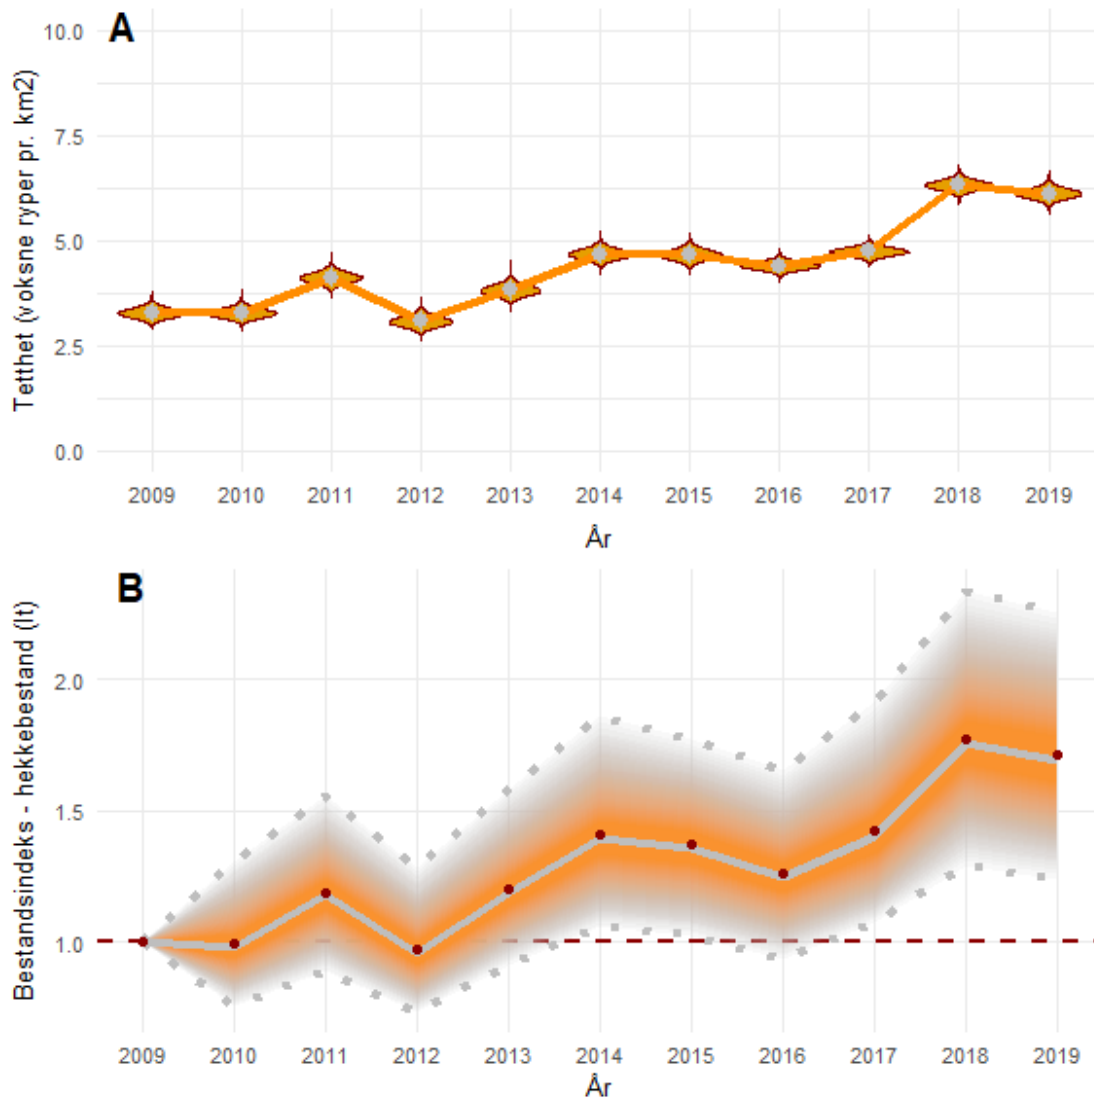 A
Tetthet (voksne ryper pr. km2)
10.0
7.5
5.0
2.5
0.0
2009 2010 2011 2012 2013 2014 2015 2016 2017 2018 2019
År
B
Bestandsindeks - hekkebestand (It)
2.0
1.5
1.0
2009 2010 2011 2012 2013 2014 2015 2016 2017 2018 2019
År